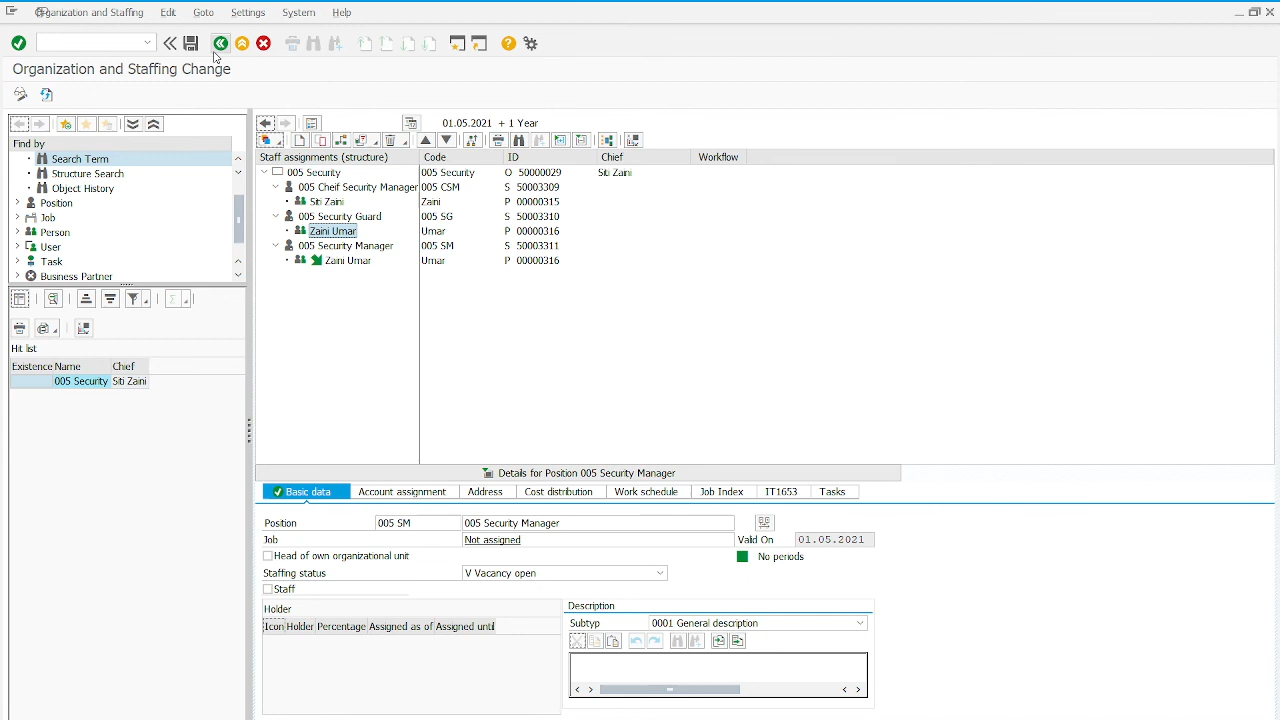 Organization and Staffing Edit Goto Settings System Help
Organization and Staffing Change
01.05.2021 + 1 Year
Find by
Search Term
Structure Search
Object History
Position
Job
Person
User
Task
Business Partner
Hit list
Existence Name Chief
005 Security Siti Zaini
Staff assignments (structure) Code ID Chief Workflow
005 Security 005 Security O 50000029 Siti Zaini
005 Cheif Security Manager 005 CSM S 50003309
Siti Zaini Zaini P 00000315
005 Security Guard 005 SG S 50003310
Zaini Umar Umar P 00000316
005 Security Manager 005 SM S 50003311
Zaini Umar Umar P 00000316
Details for Position 005 Security Manager
Basic data Account assignment Address Cost distribution Work schedule Job Index IT1653 Tasks
Position 005 SM 005 Security Manager
Job Not assigned Valid On 01.05.2021
Head of own organizational unit No periods
Staffing status V Vacancy open
Staff
Holder
Icon Holder Percentage Assigned as of Assigned until
Description
Subtyp 0001 General description